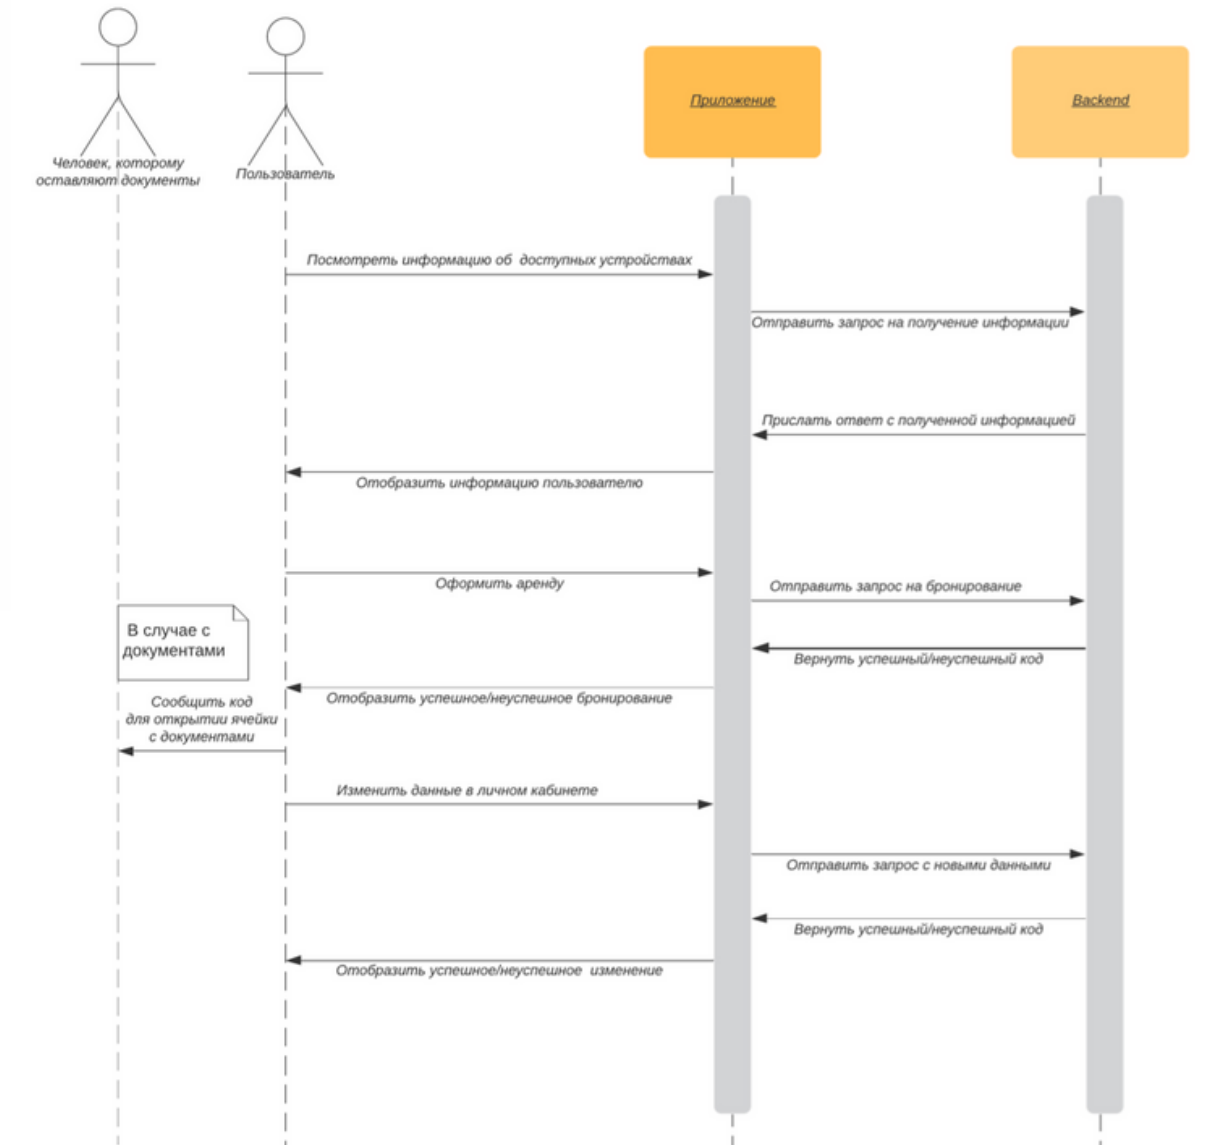 Человек, которому
оставляют документы
Пользователь
Приложение
Backend
Посмотреть информацию об доступных устройствах
Отправить запрос на получение информации
Прислать ответ с полученной информацией
Отобразить информацию пользователю
Оформить аренду
Отправить запрос на бронирование
В случае с
документами
Вернуть успешный/неуспешный код
Отобразить успешное/неуспешное бронирование
Сообщить код
для открытии ячейки
с документами
Изменить данные в личном кабинете
Отправить запрос с новыми данными
Вернуть успешный/неуспешный код
Отобразить успешное/неуспешное изменение